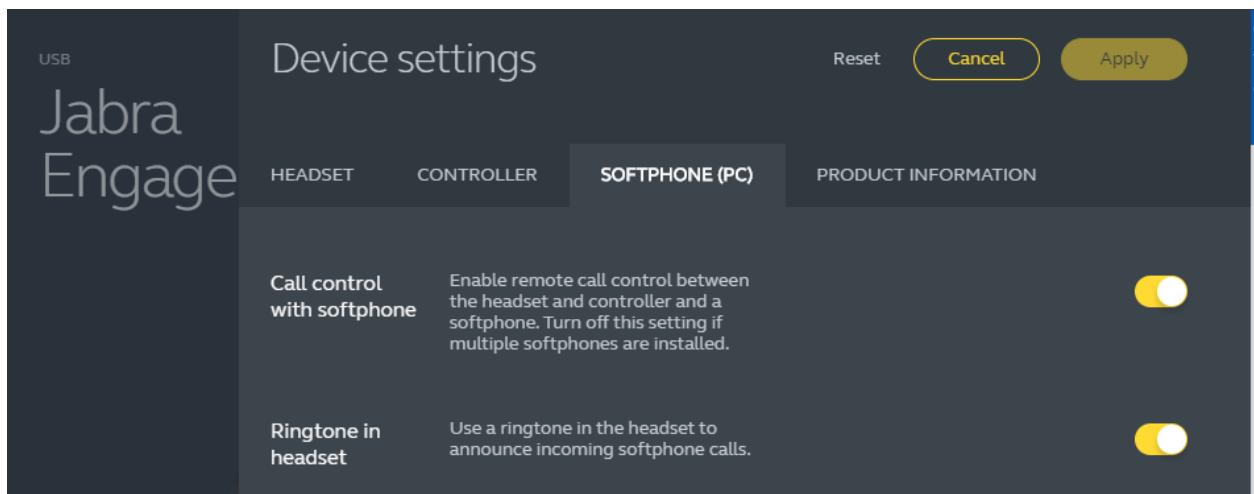 USB
Jabra
Engage
Device settings
Reset
Cancel
Apply
HEADSET
CONTROLLER
SOFTPHONE (PC)
PRODUCT INFORMATION
Call control
with softphone
Enable remote call control between
the headset and controller and a
softphone. Turn off this setting if
multiple softphones are installed.
Ringtone in
headset
Use a ringtone in the headset to
announce incoming softphone calls.